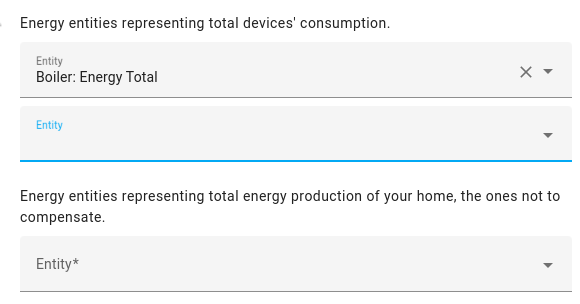 Energy entities representing total devices' consumption.
Entity
Boiler: Energy Total
Entity
Energy entities representing total energy production of your home, the ones not to
compensate.
Entity*